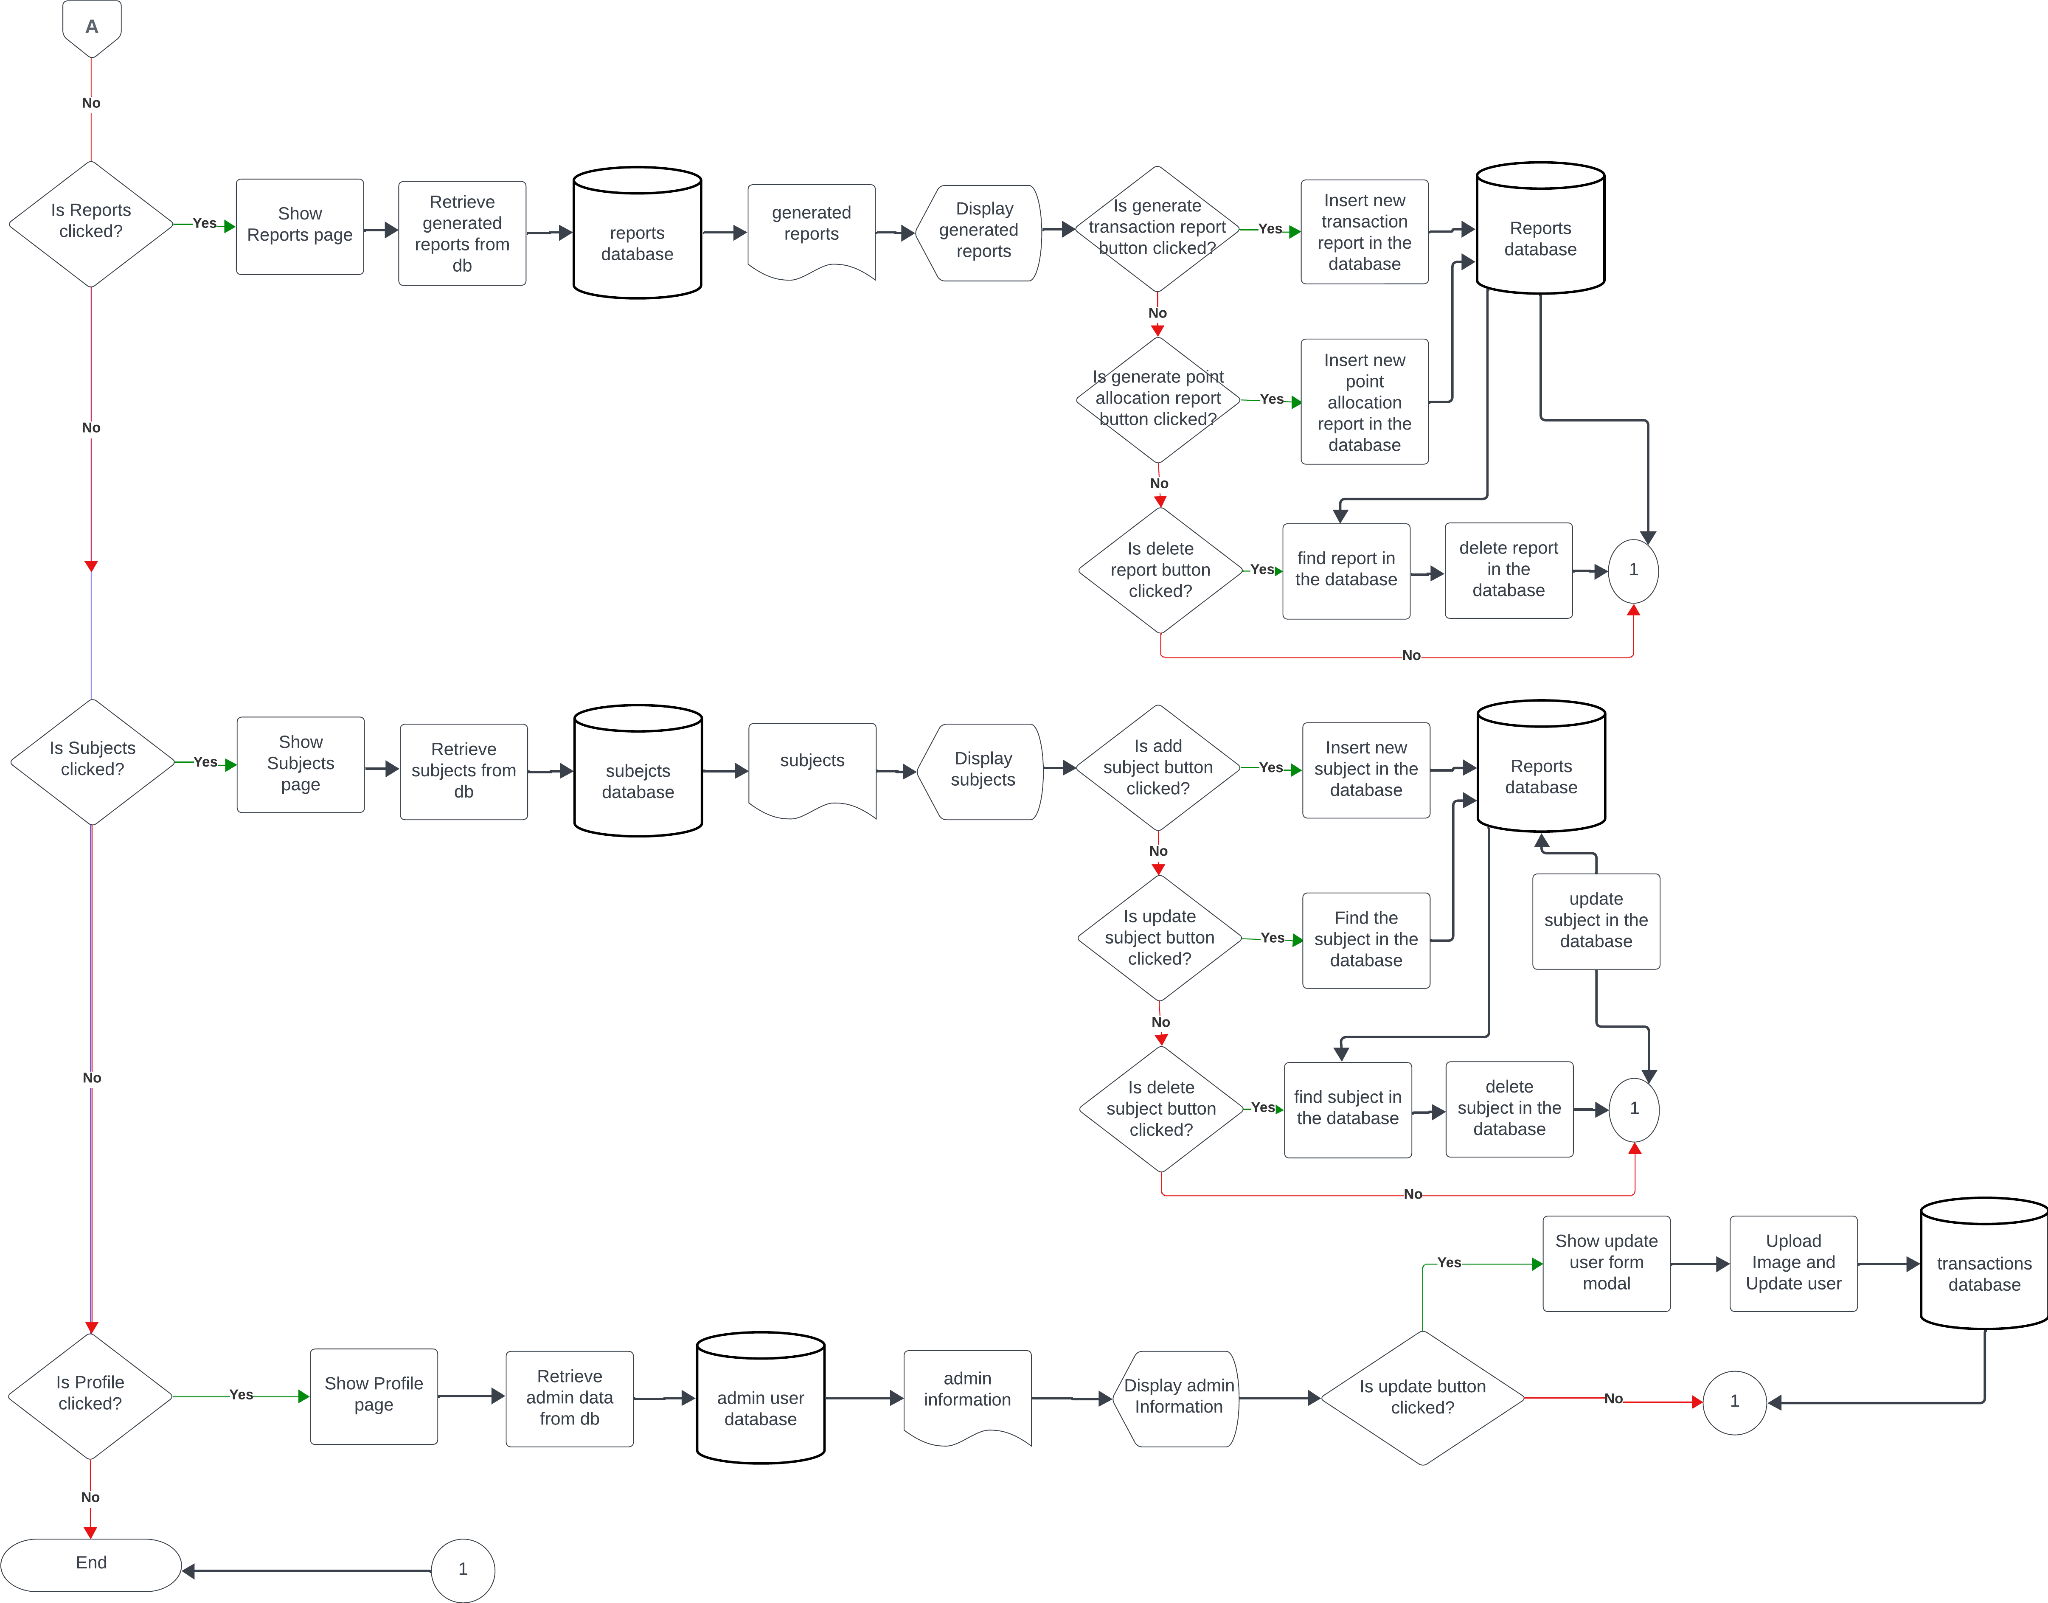 A
No
Is Reports
clicked?
Yes
Show
Reports page
Retrieve
generated
reports from
db
reports
database
generated
reports
Display
generated
reports
Is generate
transaction report
button clicked?
Yes
Insert new
transaction
report in the
database
Reports
database
No
Is generate point
allocation report
button clicked?
Yes
Insert new
point
allocation
report in the
database
No
No
Is delete
report button
clicked?
Yes
find report in
the database
delete report
in the
database
1
No
Is Subjects
clicked?
Yes
Show
Subjects
page
Retrieve
subjects from
db
subejcts
database
subjects
Display
subjects
Is add
subject button
clicked?
Yes
Insert new
subject in the
database
Reports
database
No
Is update
subject button
clicked?
Yes
Find the
subject in the
database
update
subject in the
database
No
No
Is delete
subject button
clicked?
Yes
find subject in
the database
delete
subject in the
database
1
No
Yes
Show update
user form
modal
Upload
Image and
Update user
transactions
database
Is Profile
clicked?
Yes
Show Profile
page
Retrieve
admin data
from db
admin user
database
admin
information
Display admin
Information
Is update button
clicked?
No
1
No
End
1